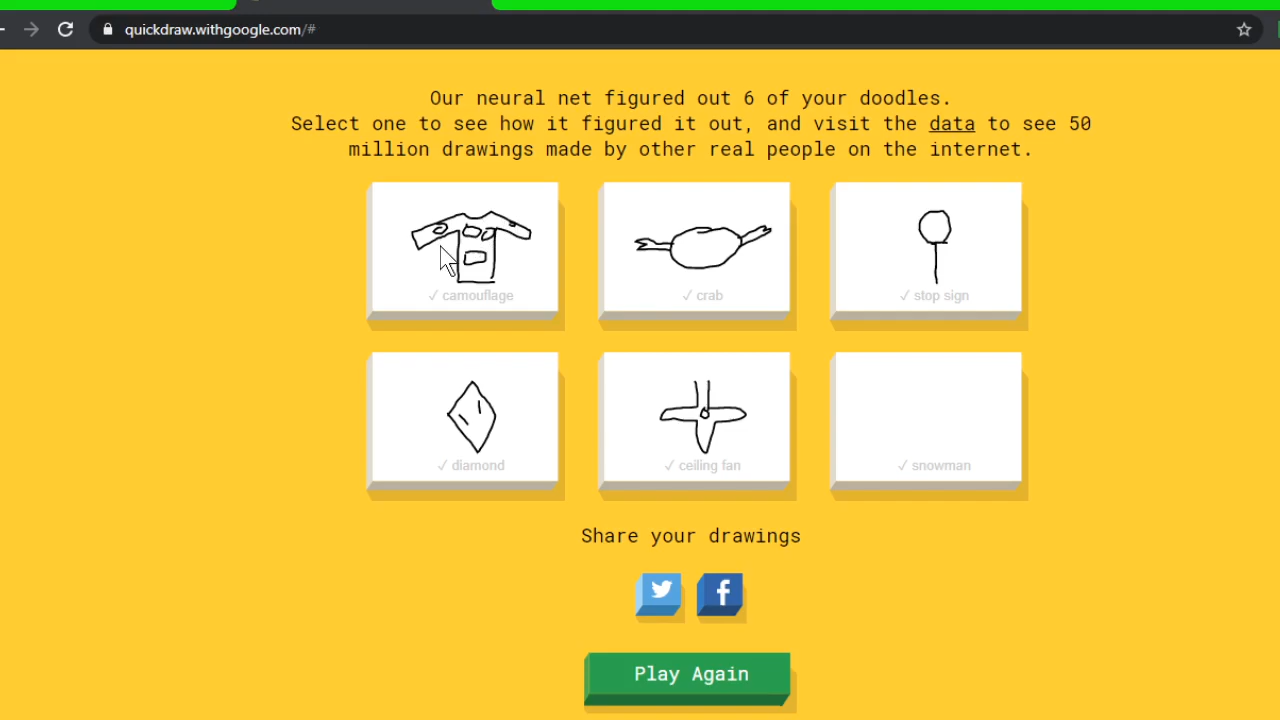 quickdraw.withgoogle.com/#
Our neural net figured out 6 of your doodles.
Select one to see how it figured it out, and visit the data to see 50
million drawings made by other real people on the internet.
✓ camouflage
✓ crab
✓ stop sign
✓ diamond
✓ ceiling fan
✓ snowman
Share your drawings
Play Again